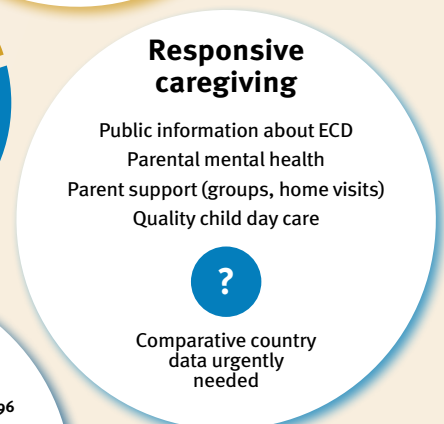 Responsive
caregiving
Public information about ECD
Parental mental health
Parent support (groups, home visits)
Quality child day care
?
Comparative country
data urgently
needed
96